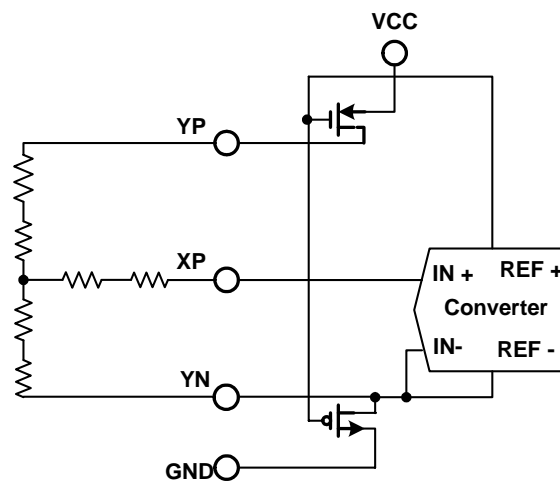 VCC
YP
XP
IN +
REF +
Converter
IN-
REF -
YN
GND